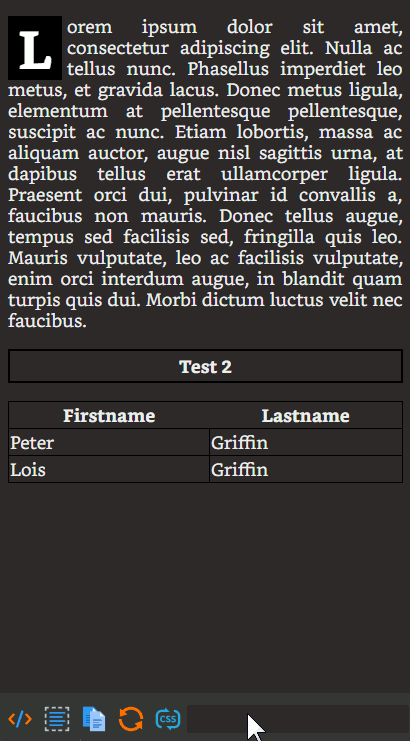 Lorem ipsum dolor sit amet,
consectetur adipiscing elit. Nulla ac
tellus nunc. Phasellus imperdiet leo
metus, et gravida lacus. Donec metus ligula,
elementum at pellentesque pellentesque,
suscipit ac nunc. Etiam lobortis, massa ac
aliquam auctor, augue nisl sagittis urna, at
dapibus tellus erat ullamcorper ligula.
Praesent orci dui, pulvinar id convallis a,
faucibus non mauris. Donec tellus augue,
tempus sed facilisis sed, fringilla quis leo.
Mauris vulputate, leo ac facilisis vulputate,
enim orci interdum augue, in blandit quam
turpis quis dui. Morbi dictum luctus velit nec
faucibus.
Test 2
Firstname Lastname
Peter Griffin
Lois Griffin
CSS